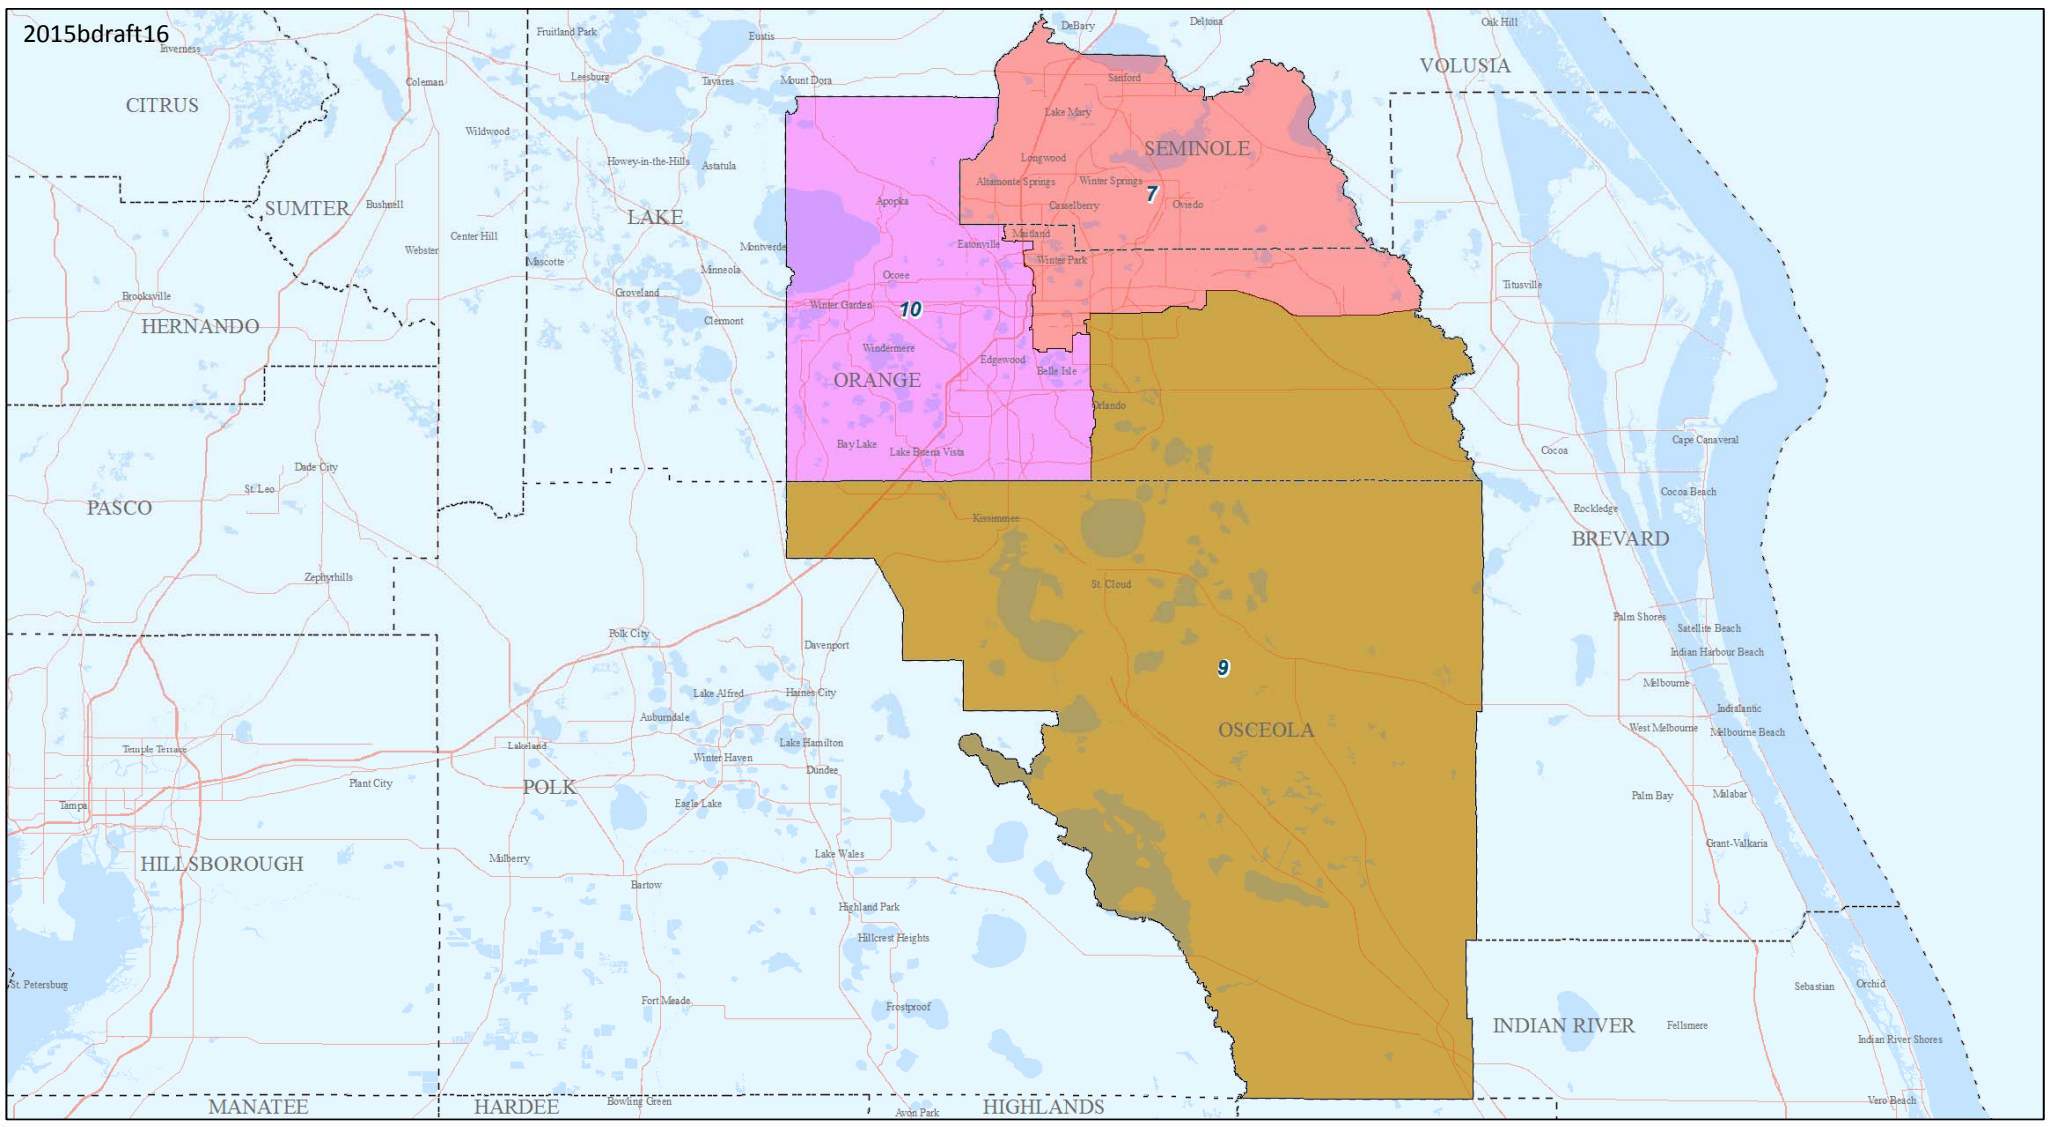 2015bdraft16
Inverness
Fruitland Park
Eustis
DeBary
Deltona
Oak Hill
VOLUSIA
CITRUS
Coleman
Leesburg
Tavares
Mount Dora
Sanford
Lake Mary
Wildwood
Howey-in-the-Hills
Astatula
Longwood
SEMINOLE
Altamonte Springs
Winter Springs
7
SUMTER
Bushnell
LAKE
Apopka
Casselberry
Oviedo
Webster
Center Hill
Montverde
Eatonville
Maitland
Mascotte
Minneola
Ocoee
Winter Park
Titusville
Brooksville
Groveland
Winter Garden
10
HERNANDO
Clermont
Windermere
Edgewood
Belle Isle
ORANGE
Orlando
Bay Lake
Lake Buena Vista
Cape Canaveral
Cocoa
Dade City
St. Leo
Cocoa Beach
PASCO
Kissimmee
Rockledge
BREVARD
Zephyrhills
St. Cloud
Palm Shores
Satellite Beach
Polk City
Davenport
Indian Harbour Beach
9
Melbourne
Lake Alfred
Haines City
Indialantic
Auburndale
West Melbourne
Melbourne Beach
OSCEOLA
Temple Terrace
Lakeland
Lake Hamilton
Winter Haven
Dundee
Plant City
POLK
Palm Bay
Malabar
Tampa
Eagle Lake
Grant-Valkaria
HILLSBOROUGH
Mulberry
Lake Wales
Bartow
Highland Park
Hillcrest Heights
St. Petersburg
Sebastian
Orchid
Fort Meade
Frostproof
INDIAN RIVER
Fellsmere
Indian River Shores
MANATEE
HARDEE
Bowling Green
Avon Park
HIGHLANDS
Vero Beach